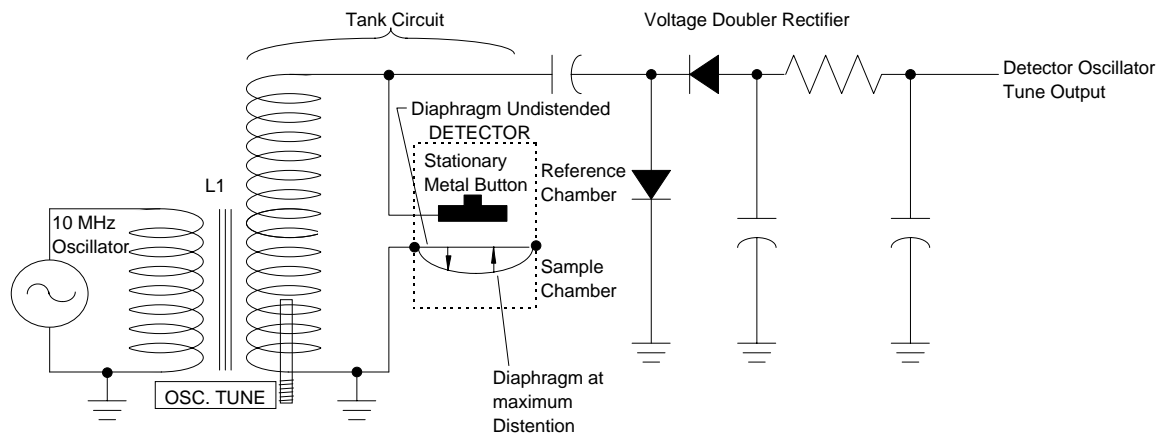 Tank Circuit
Voltage Doubler Rectifier
Detector Oscillator
Tune Output
Diaphragm Undistended
DETECTOR
Stationary
Metal Button
Reference
Chamber
L1
10 MHz
Oscillator
Sample
Chamber
OSC. TUNE
Diaphragm at
maximum
Distention